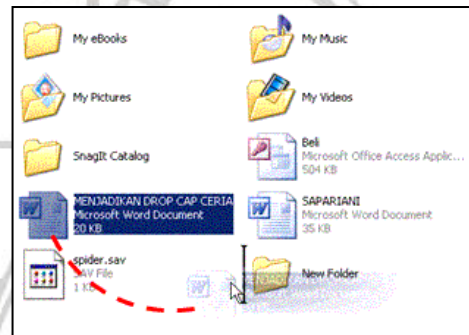 My eBooks
My Music
My Pictures
My Videos
SnagIt Catalog
Beli
Microsoft Office Access Applic...
504 KB
MENJADIKAN DROP CAP CERIA
Microsoft Word Document
20 KB
SAPARIANI
Microsoft Word Document
35 KB
spider.sav
SAV File
1 KB
New Folder